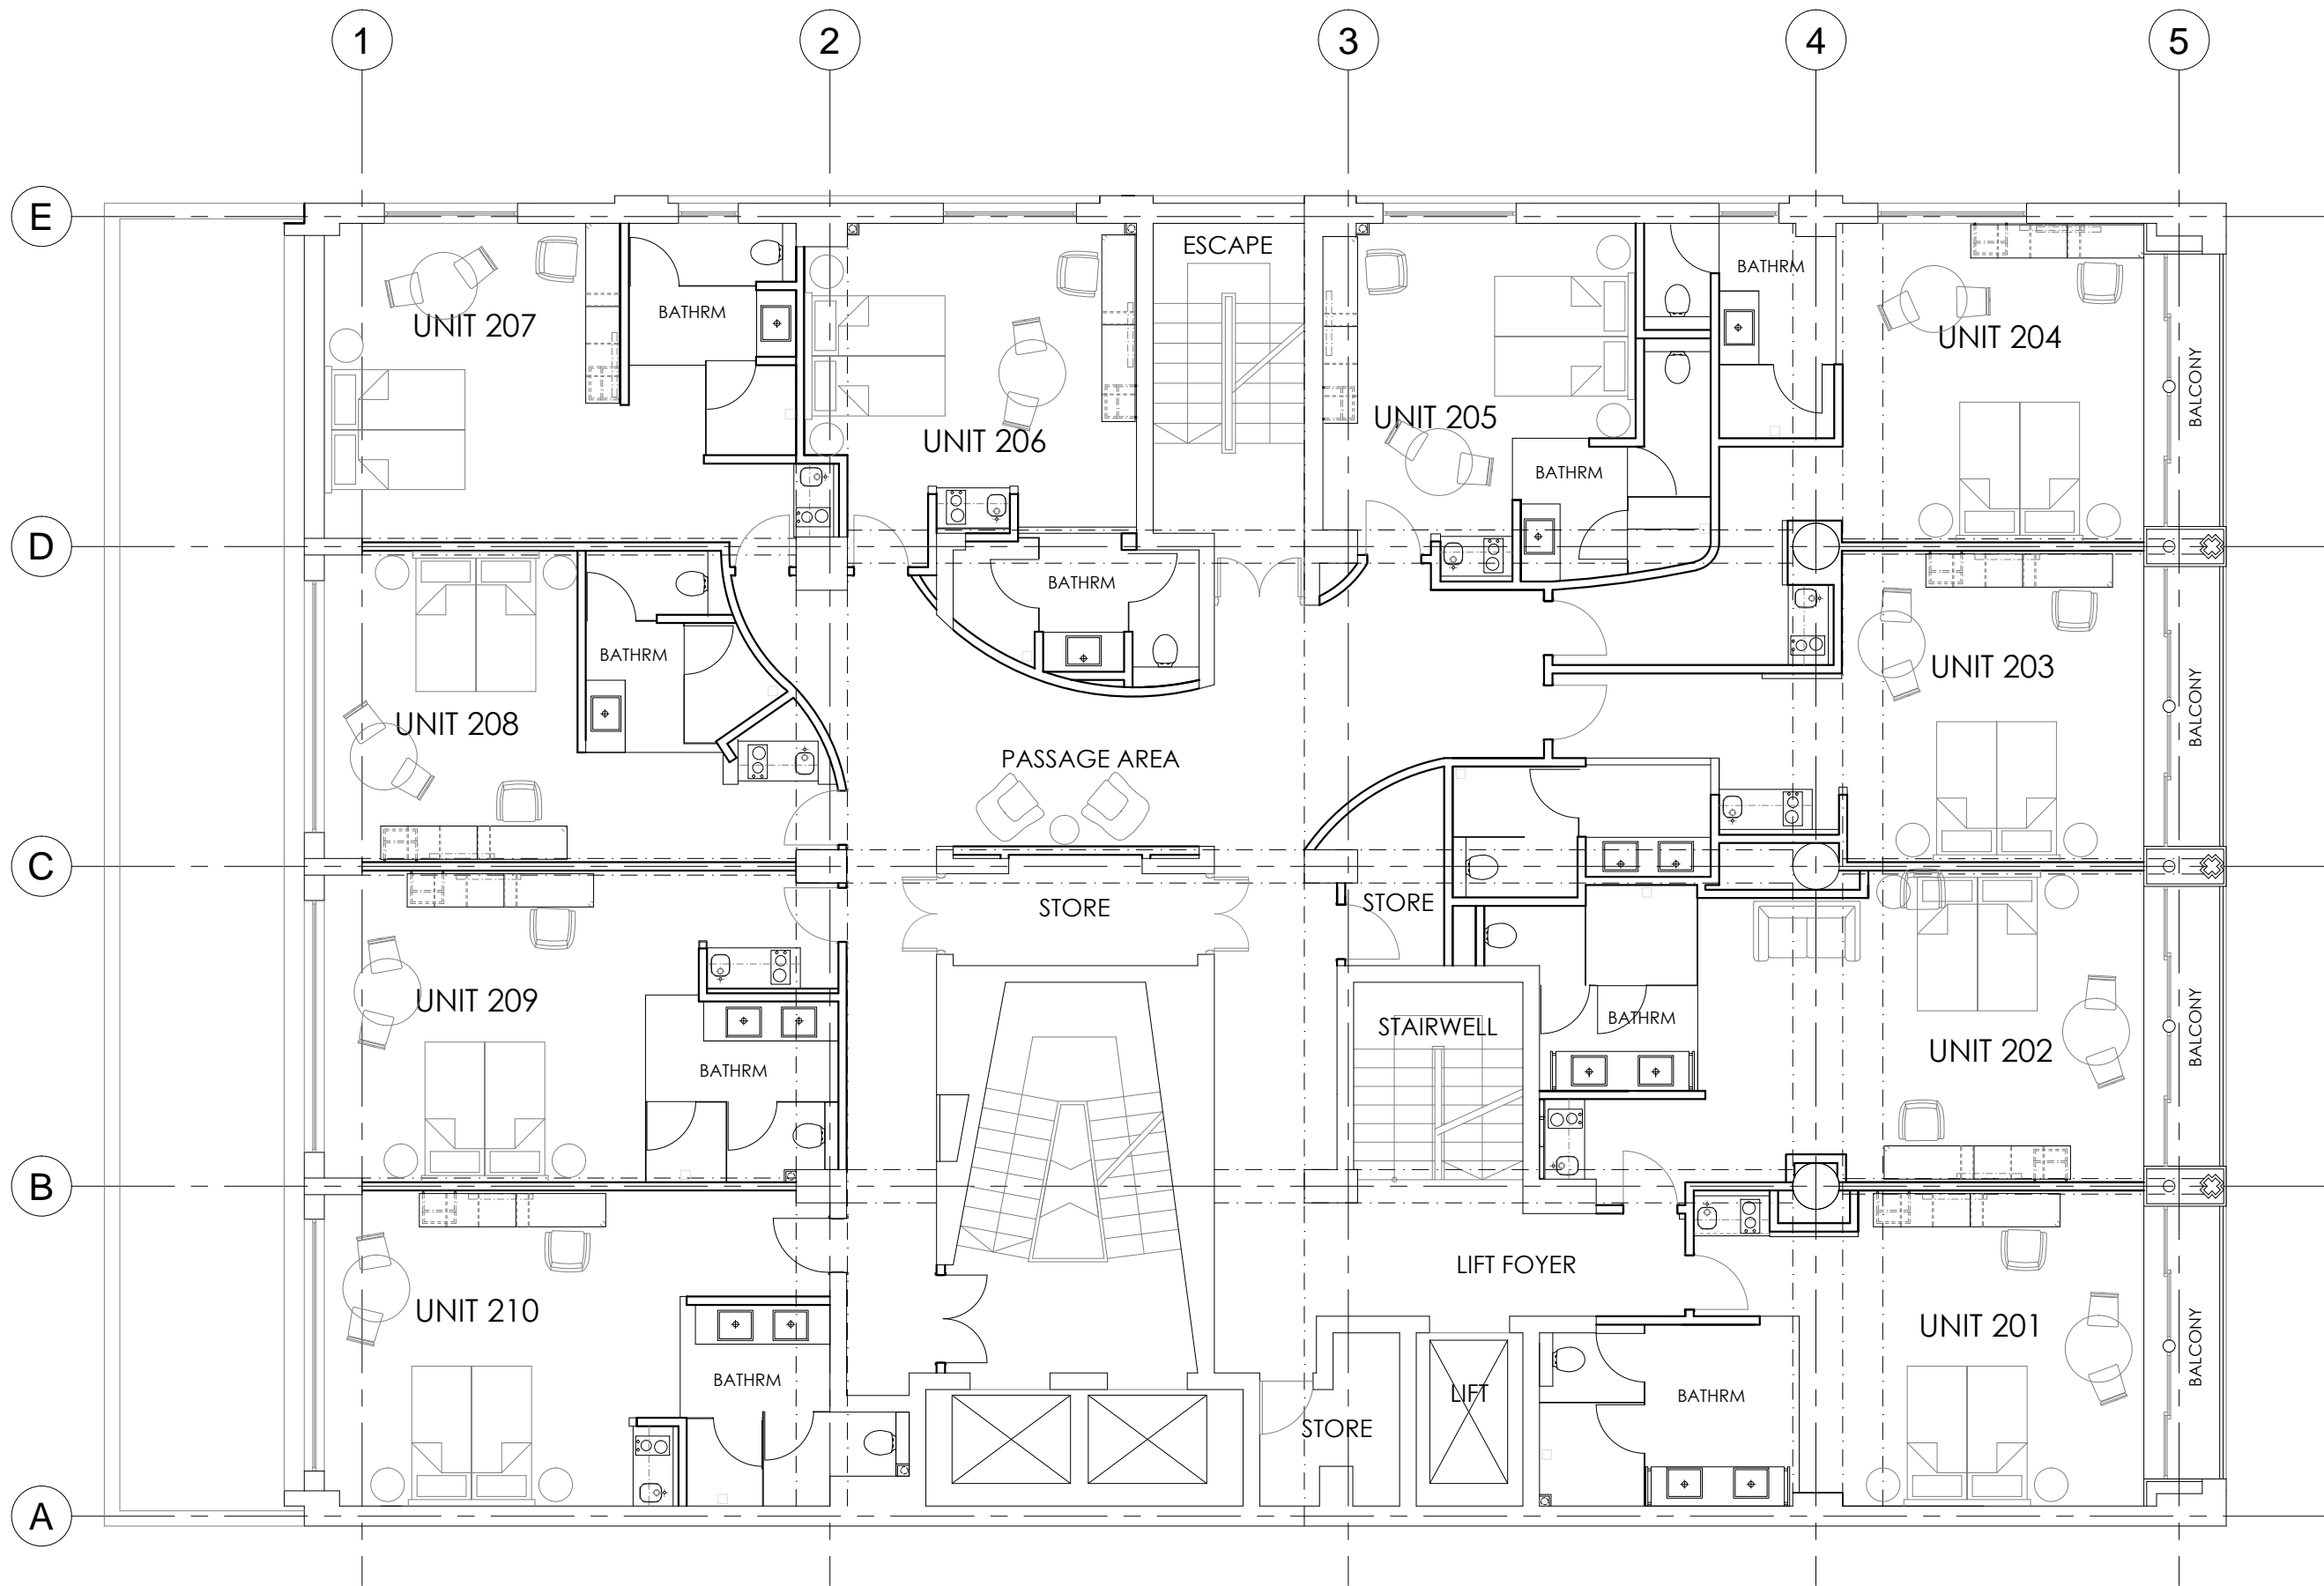 1
2
3
4
5
E
ESCAPE
BATHRM
BATHRM
UNIT 207
UNIT 204
BALCONY
UNIT 205
UNIT 206
BATHRM
D
BATHRM
BATHRM
UNIT 203
BALCONY
UNIT 208
PASSAGE AREA
C
STORE
STORE
UNIT 209
BATHRM
STAIRWELL
BALCONY
UNIT 202
BATHRM
B
LIFT FOYER
UNIT 210
UNIT 201
BALCONY
BATHRM
LIFT
BATHRM
STORE
A